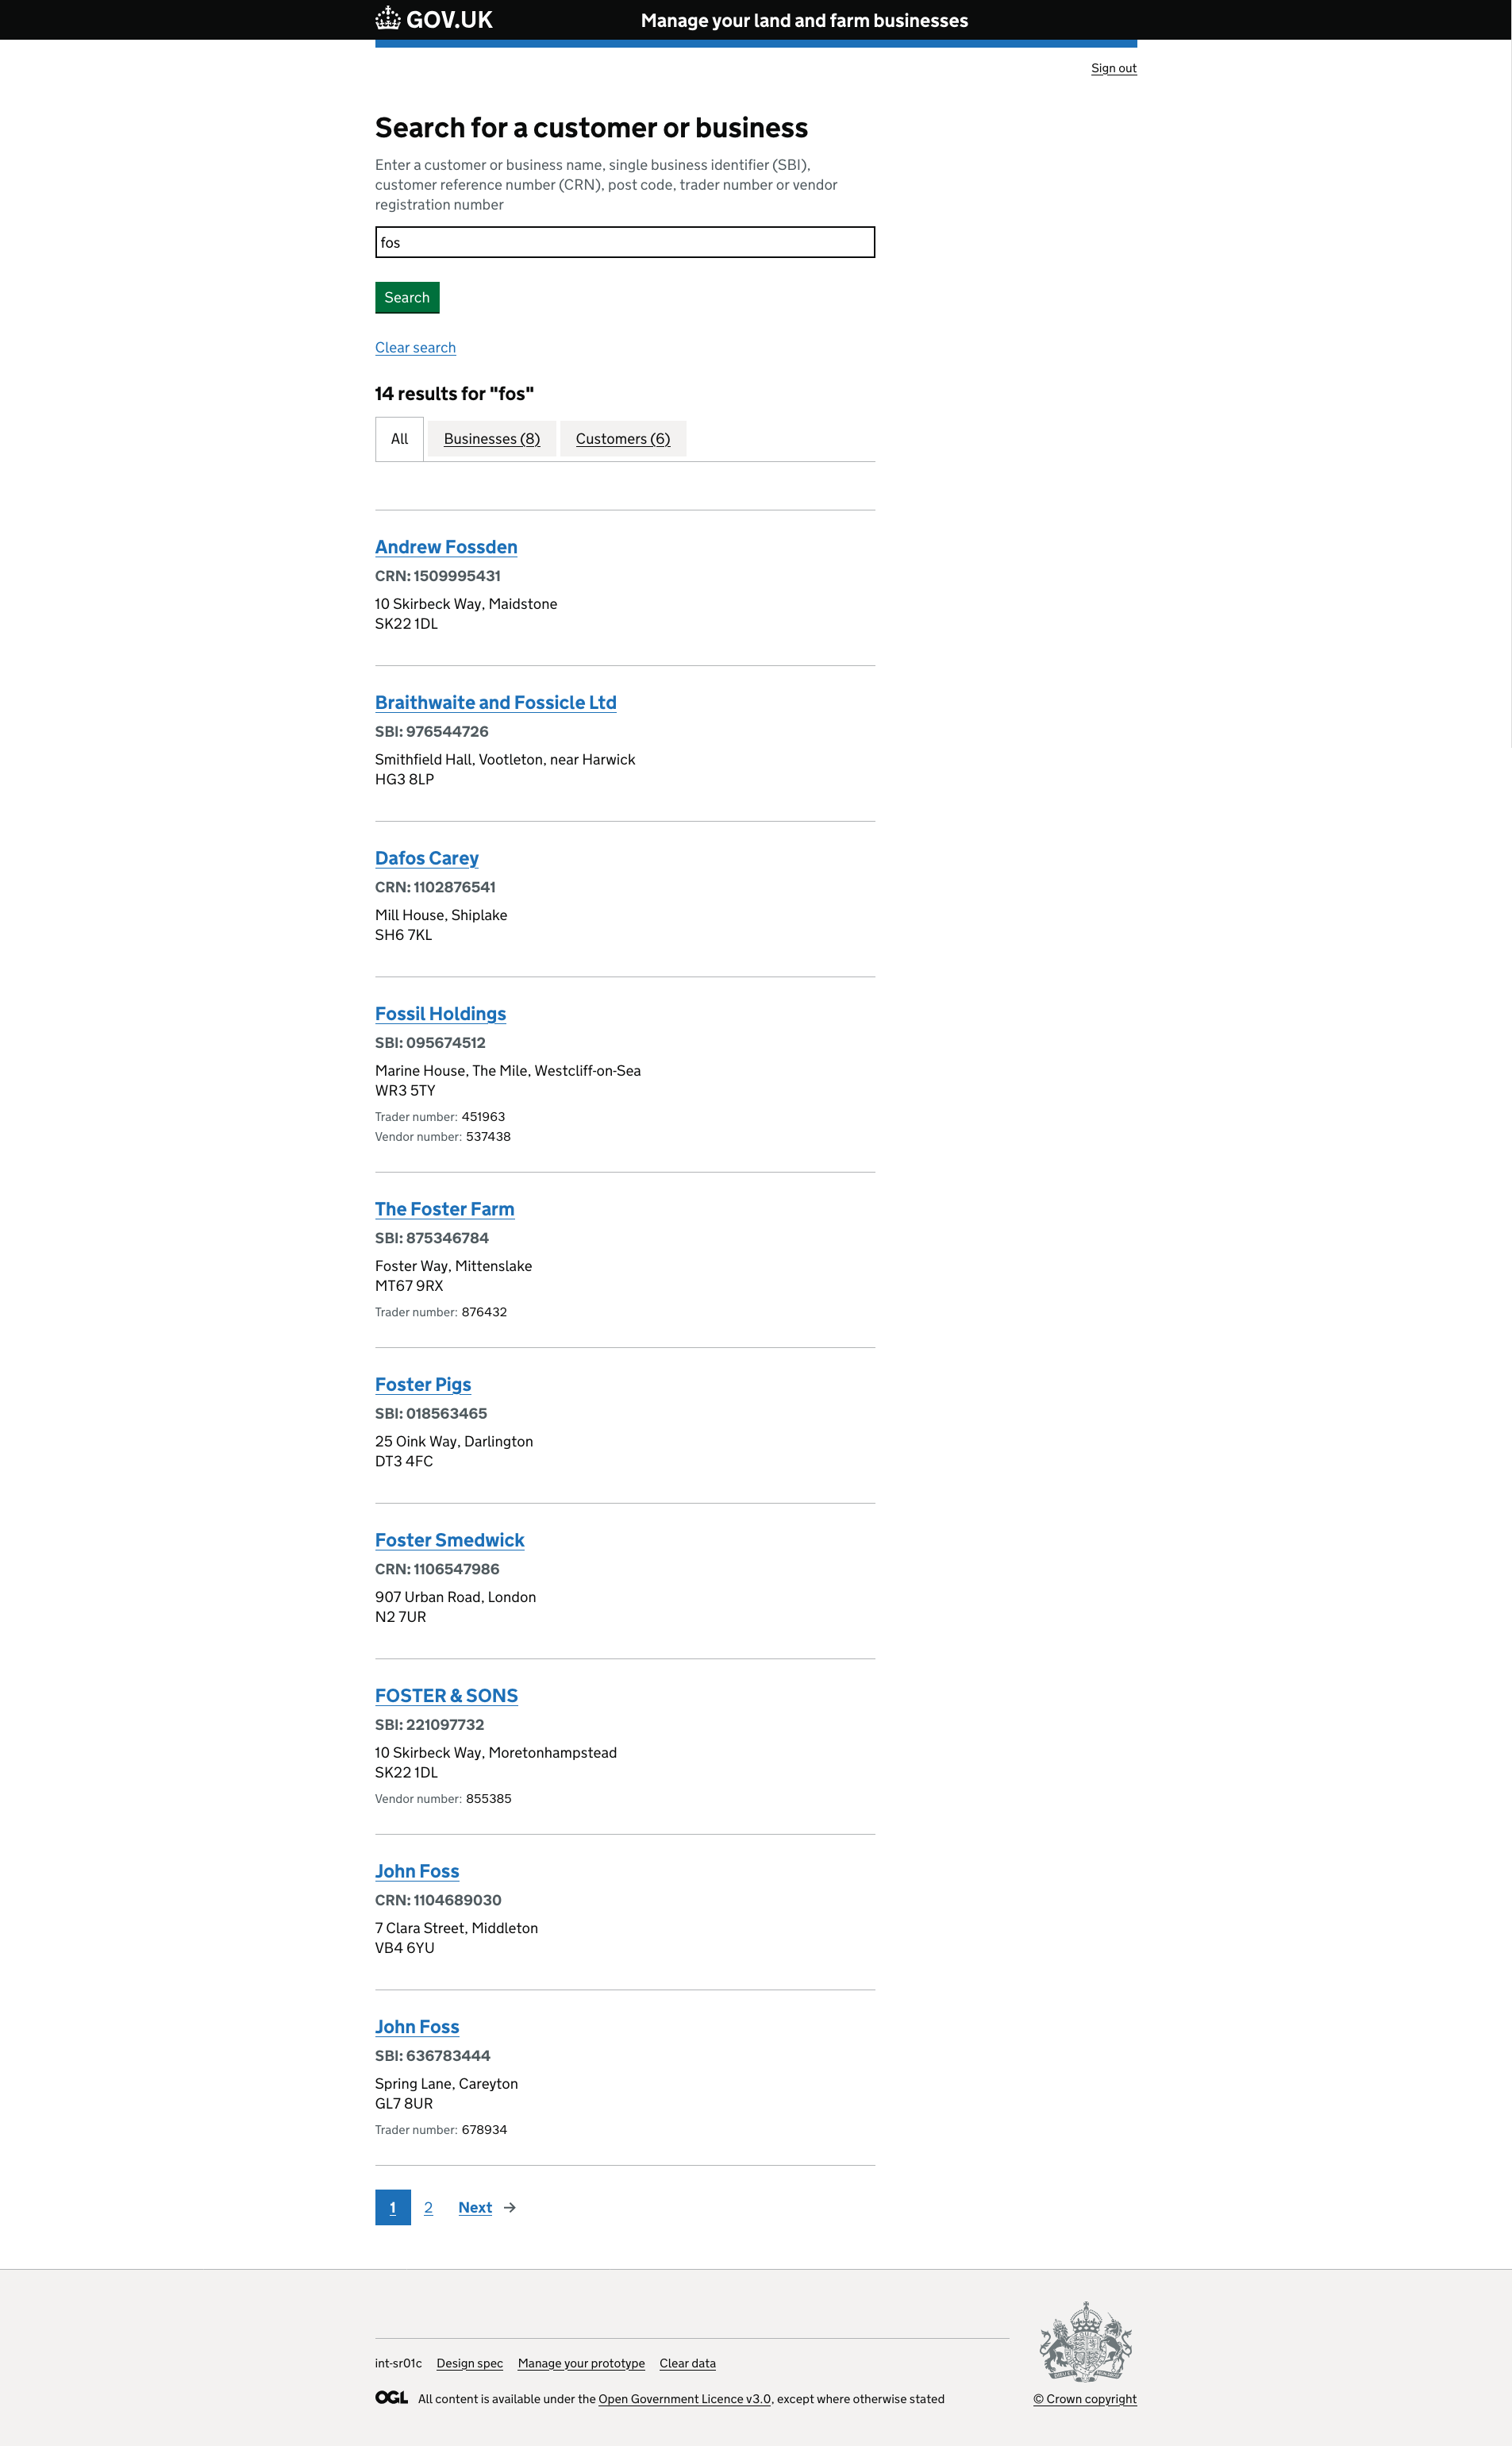 GOV.UK
Manage your land and farm businesses
Sign out
Search for a customer or business
Enter a customer or business name, single business identifier (SBI),
customer reference number (CRN), post code, trader number or vendor
registration number
fos
Search
Clear search
14 results for "fos"
All
Businesses (8)
Customers (6)
Andrew Fossden
CRN: 1509995431
10 Skirbeck Way, Maidstone
SK22 1DL
Braithwaite and Fossicle Ltd
SBI: 976544726
Smithfield Hall, Vootleton, near Harwick
HG3 8LP
Dafos Carey
CRN: 1102876541
Mill House, Shiplake
SH6 7KL
Fossil Holdings
SBI: 095674512
Marine House, The Mile, Westcliff-on-Sea
WR3 5TY
Trader number: 451963
Vendor number: 537438
The Foster Farm
SBI: 875346784
Foster Way, Mittenslake
MT67 9RX
Trader number: 876432
Foster Pigs
SBI: 018563465
25 Oink Way, Darlington
DT3 4FC
Foster Smedwick
CRN: 1106547986
907 Urban Road, London
N2 7UR
FOSTER & SONS
SBI: 221097732
10 Skirbeck Way, Moretonhampstead
SK22 1DL
Vendor number: 855385
John Foss
CRN: 1104689030
7 Clara Street, Middleton
VB4 6YU
John Foss
SBI: 636783444
Spring Lane, Careyton
GL7 8UR
Trader number: 678934
1 2 Next →
int-sr01c Design spec Manage your prototype Clear data
OGL All content is available under the Open Government Licence v3.0, except where otherwise stated
© Crown copyright